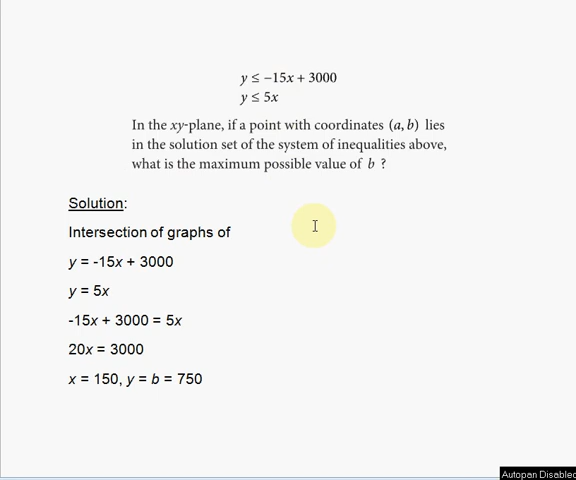 y ≤ −15x + 3000
y ≤ 5x
In the xy-plane, if a point with coordinates (a, b) lies
in the solution set of the system of inequalities above,
what is the maximum possible value of b ?
Solution:
Intersection of graphs of
y = -15x + 3000
y = 5x
-15x + 3000 = 5x
20x = 3000
x = 150, y = b = 750
Autopan Disabled